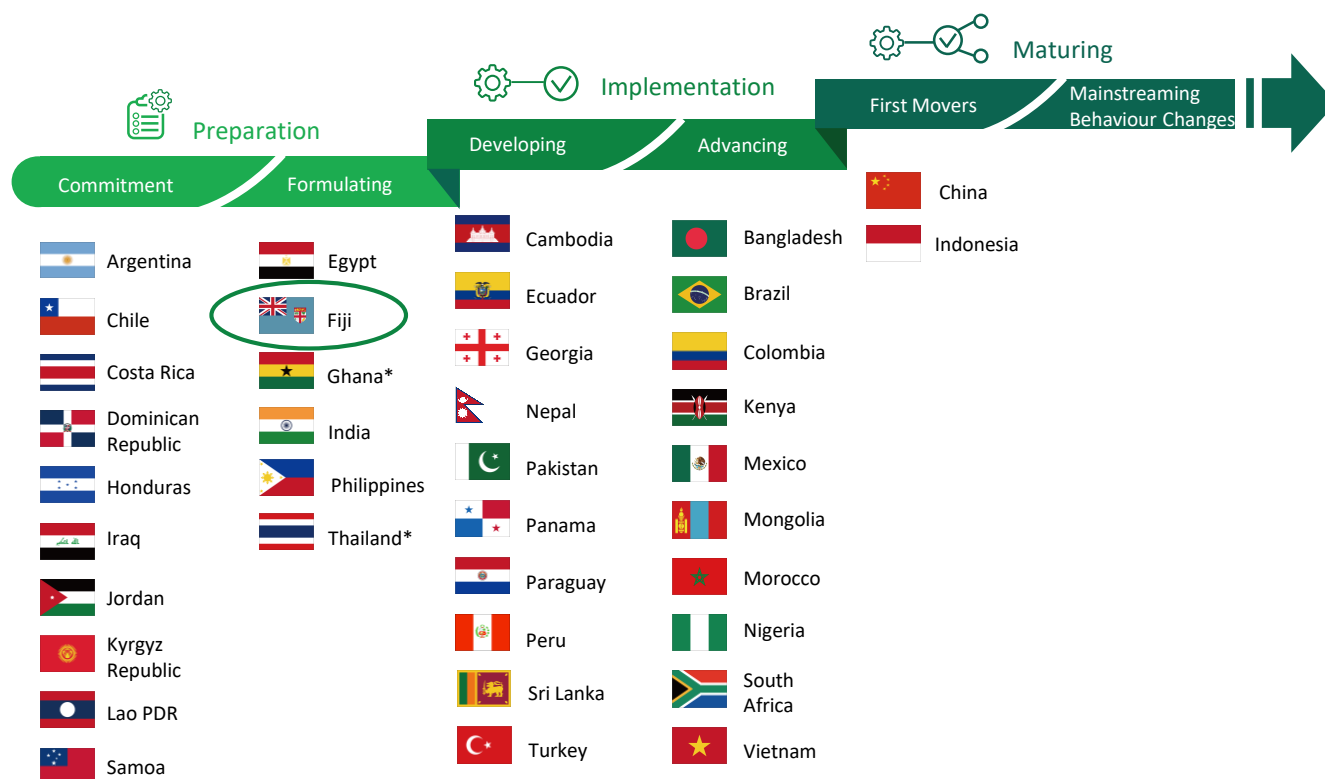 Preparation
Commitment
Formulating
Argentina
Chile
Costa Rica
Dominican
Republic
Honduras
Iraq
Jordan
Kyrgyz
Republic
Lao PDR
Samoa
Egypt
Fiji
Ghana*
India
Philippines
Thailand*
Implementation
Developing
Advancing
Cambodia
Ecuador
Georgia
Nepal
Pakistan
Panama
Paraguay
Peru
Sri Lanka
Turkey
Bangladesh
Brazil
Colombia
Kenya
Mexico
Mongolia
Morocco
Nigeria
South
Africa
Vietnam
Maturing
First Movers
Mainstreaming
Behaviour Changes
China
Indonesia